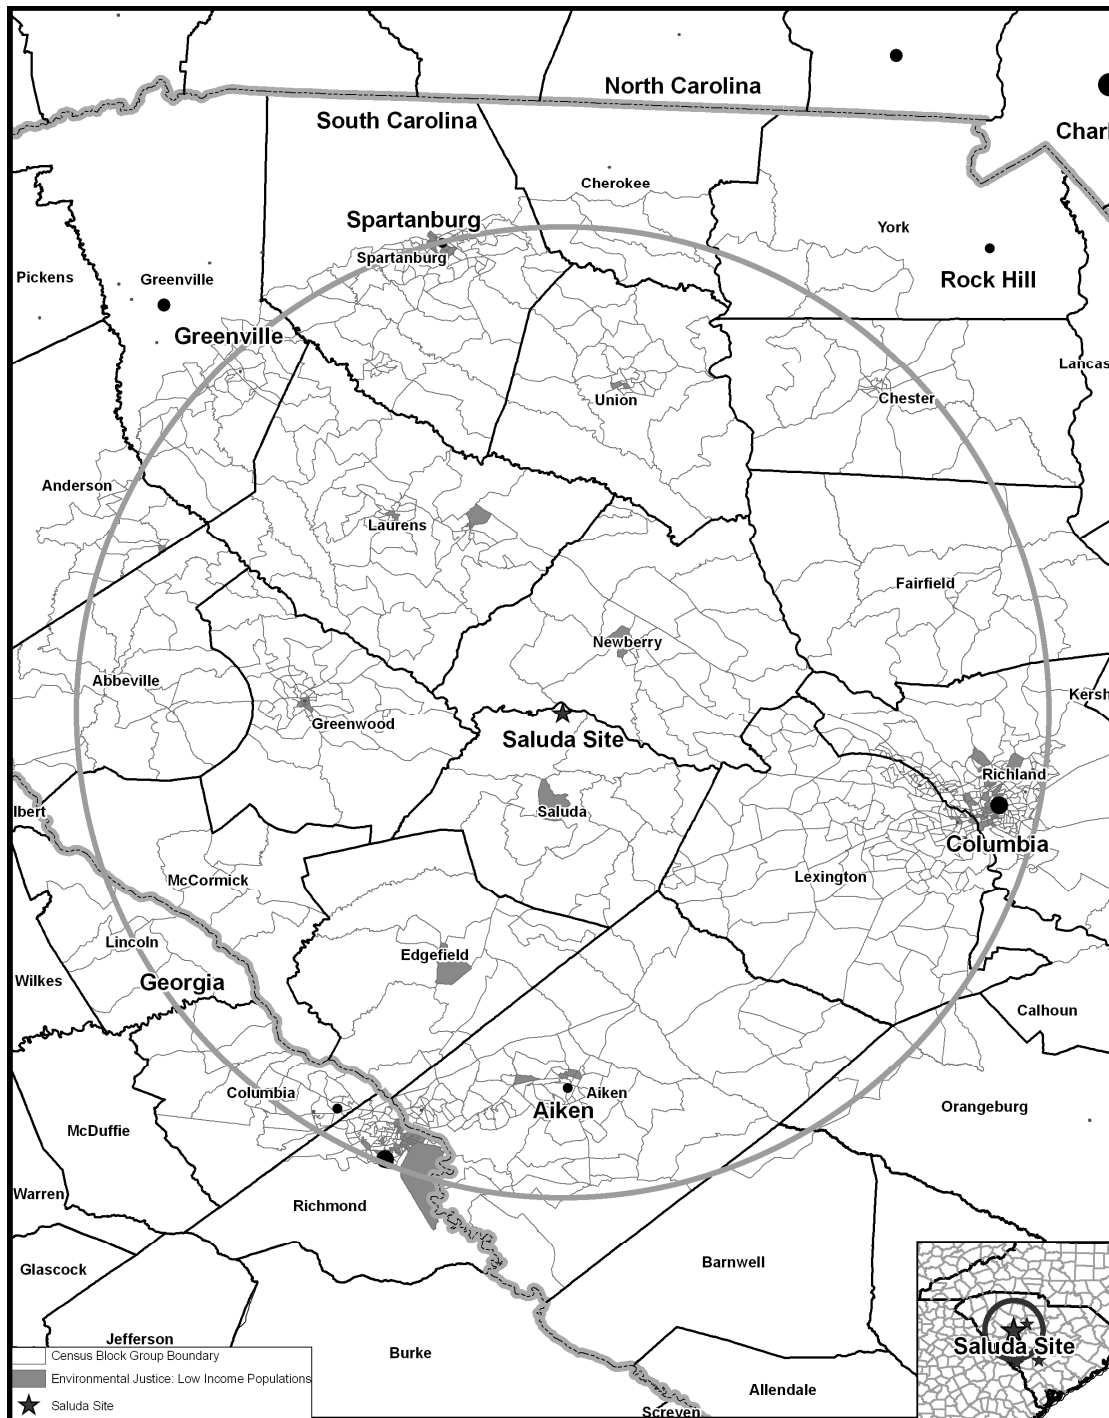 North Carolina
South Carolina
Charl
Cherokee
Spartanburg
York
Spartanburg
Pickens
Greenville
Rock Hill
Greenville
Lancas
Union
Chester
Anderson
Laurens
Fairfield
Newberry
Abbeville
Kersh
Greenwood
Saluda Site
Richland
Saluda
lbert
Columbia
McCormick
Lexington
Lincoln
Edgefield
Wilkes
Georgia
Calhoun
Columbia
Aiken
Aiken
Orangeburg
McDuffie
Warren
Richmond
Barnwell
Glascock
Jefferson
Saluda Site
Burke
Census Block Group Boundary
Environmental Justice: Low Income Populations
Allendale
Saluda Site
Screven